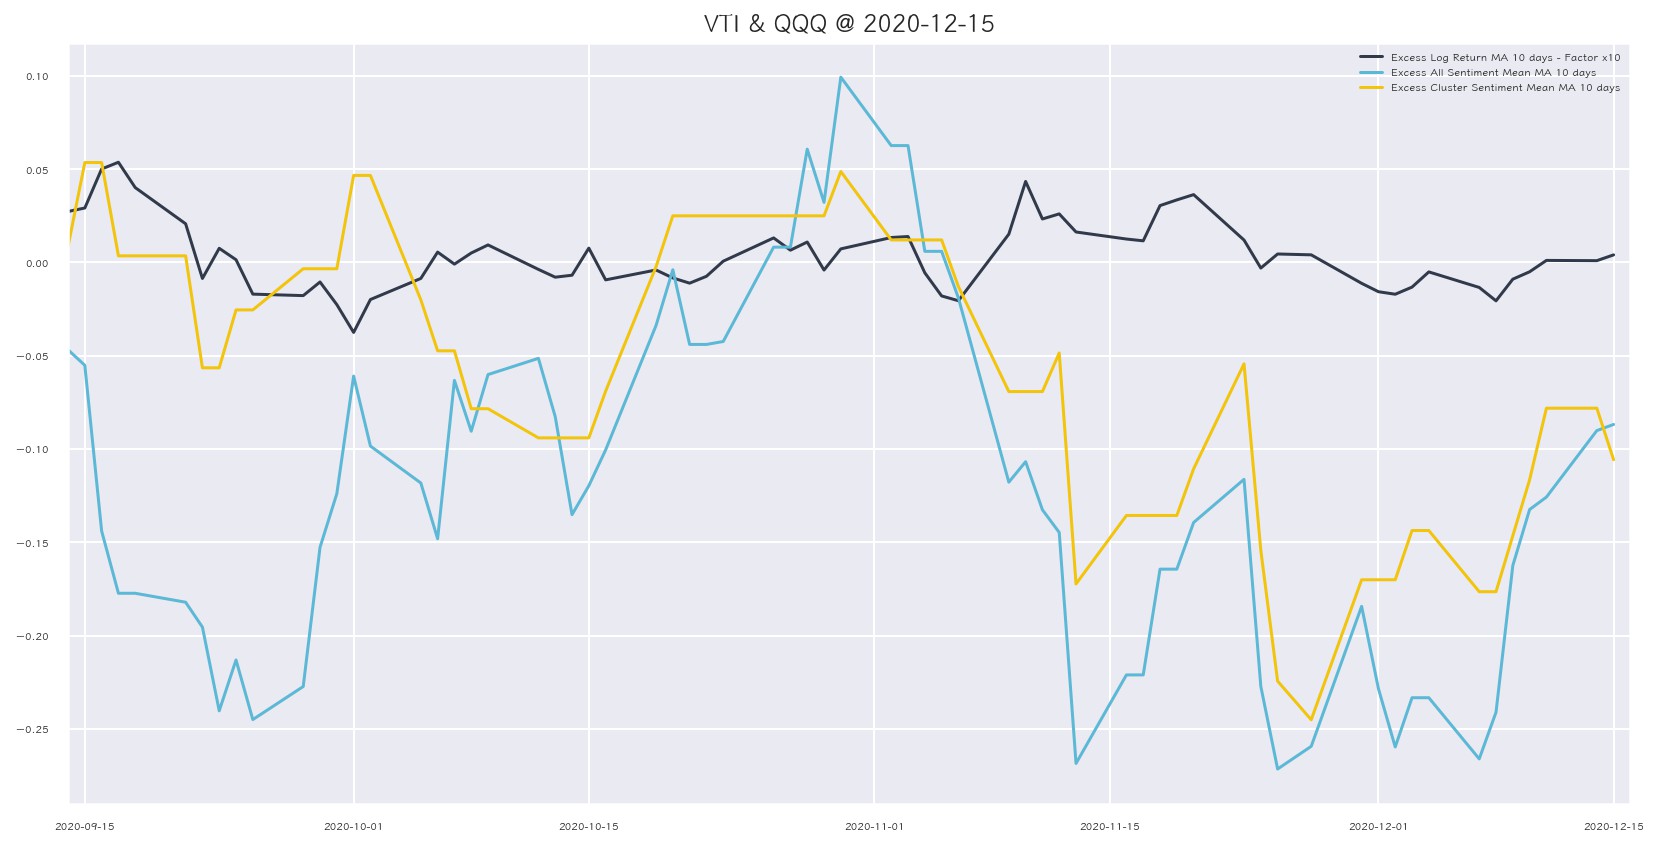 VTI & QQQ @ 2020-12-15
Excess Log Return MA 10 days - Factor x10
Excess All Sentiment Mean MA 10 days
Excess Cluster Sentiment Mean MA 10 days
0.10
0.05
0.00
−0.05
−0.10
−0.15
−0.20
−0.25
2020-09-15 2020-10-01 2020-10-15 2020-11-01 2020-11-15 2020-12-01 2020-12-15